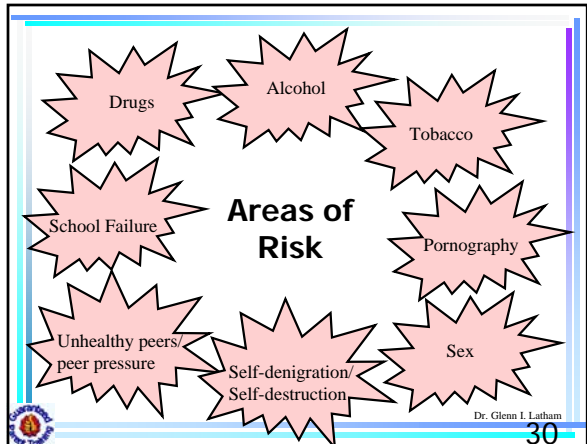 Drugs
Alcohol
Tobacco
School Failure
Areas of
Risk
Pornography
Unhealthy peers/
peer pressure
Self-denigration/
Self-destruction
Sex
Dr. Glenn I. Latham
30
Guaranteed